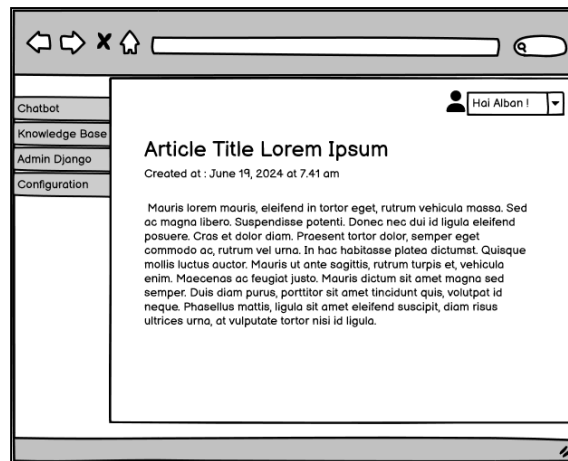 Hai Alban !
Chatbot
Knowledge Base
Admin Django
Configuration
Article Title Lorem Ipsum
Created at : June 19, 2024 at 7.41 am
Mauris lorem mauris, eleifend in tortor eget, rutrum vehicula massa. Sed
ac magna libero. Suspendisse potenti. Donec nec dui id ligula eleifend
posuere. Cras et dolor diam. Praesent tortor dolor, semper eget
commodo ac, rutrum vel urna. In hac habitasse platea dictumst. Quisque
mollis luctus auctor. Mauris ut ante sagittis, rutrum turpis et, vehicula
enim. Maecenas ac feugiat justo. Mauris dictum sit amet magna sed
semper. Duis diam purus, porttitor sit amet tincidunt quis, volutpat id
neque. Phasellus mattis, ligula sit amet eleifend suscipit, diam risus
ultrices urna, at vulputate tortor nisi id ligula.